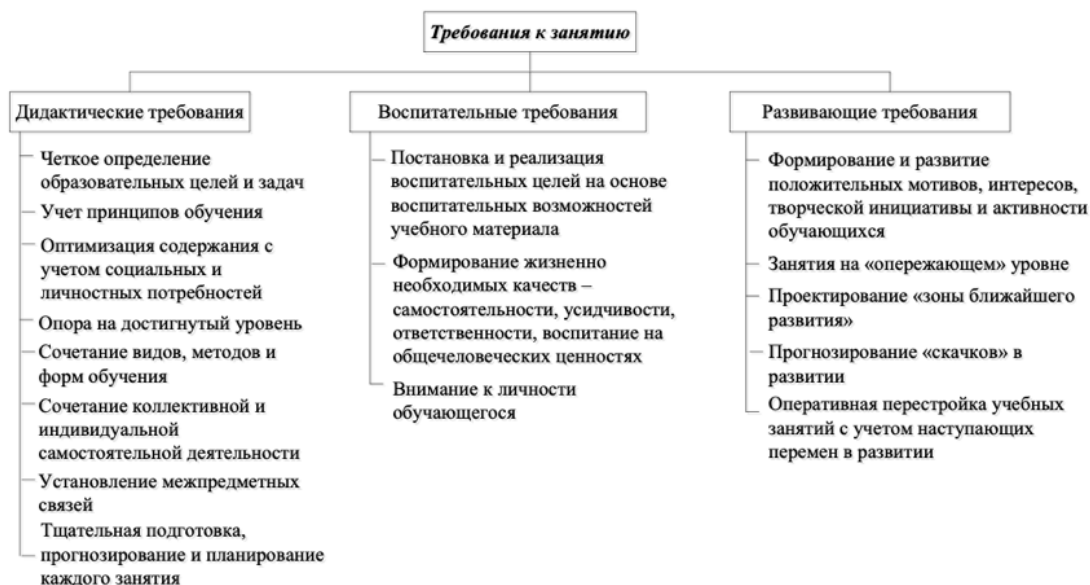 Требования к занятию
Дидактические требования
Четкое определение
образовательных целей и задач
Учет принципов обучения
Оптимизация содержания с
учетом социальных и
личностных потребностей
Опора на достигнутый уровень
Сочетание видов, методов и
форм обучения
Сочетание коллективной и
индивидуальной
самостоятельной деятельности
Установление межпредметных
связей
Тщательная подготовка,
прогнозирование и планирование
каждого занятия
Воспитательные требования
Постановка и реализация
воспитательных целей на основе
воспитательных возможностей
учебного материала
Формирование жизненно
необходимых качеств –
самостоятельности, усидчивости,
ответственности, воспитание на
общечеловеческих ценностях
Внимание к личности
обучающегося
Развивающие требования
Формирование и развитие
положительных мотивов, интересов,
творческой инициативы и активности
обучающихся
Занятия на «опережающем» уровне
Проектирование «зоны ближайшего
развития»
Прогнозирование «скачков» в
развитии
Оперативная перестройка учебных
занятий с учетом наступающих
перемен в развитии